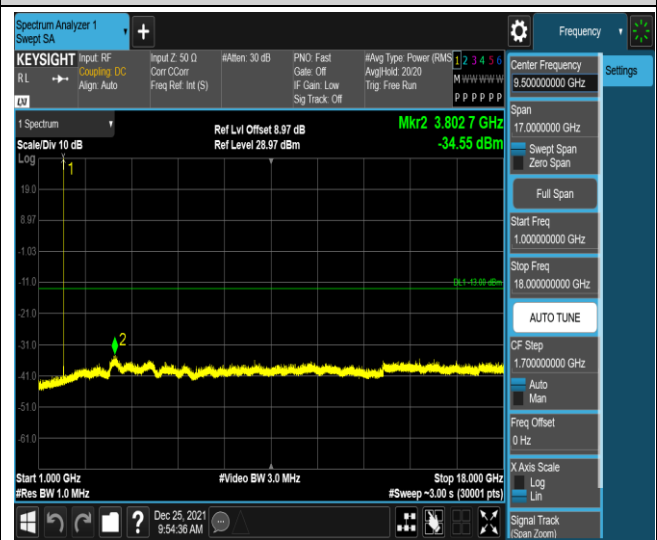 Spectrum Analyzer 1
Swept SA
+
Frequency
KEYSIGHT
RL
Input: RF
Coupling: DC
Align: Auto
Input Z: 50 Ω
Corr CCorr
Freq Ref: Int (S)
#Atten: 30 dB
PNO: Fast
Gate: Off
IF Gain: Low
Sig Track: Off
#Avg Type: Power (RMS
Avg|Hold: 20/20
Trig: Free Run
1 2 3 4 5 6
M W W W W W
P P P P P P
1 Spectrum
Scale/Div 10 dB
Log
Ref Lvl Offset 8.97 dB
Ref Level 28.97 dBm
Mkr2 3.802 7 GHz
-34.55 dBm
1
19.0
8.97
-1.03
-11.0
DL1 -13.00 dBm
-21.0
-31.0
2
-41.0
-51.0
-61.0
Start 1.000 GHz
#Res BW 1.0 MHz
#Video BW 3.0 MHz
Stop 18.000 GHz
#Sweep ~3.00 s (30001 pts)
Dec 25, 2021
9:54:36 AM
Center Frequency
9.50000000 GHz
Settings
Span
17.0000000 GHz
Swept Span
Zero Span
Full Span
Start Freq
1.000000000 GHz
Stop Freq
18.00000000 GHz
AUTO TUNE
CF Step
1.700000000 GHz
Auto
Man
Freq Offset
0 Hz
X Axis Scale
Log
Lin
Signal Track
(Span Zoom)